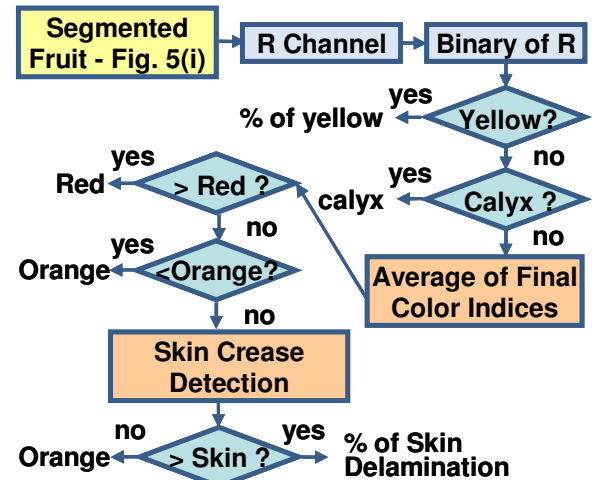 Segmented
Fruit - Fig. 5(i)
R Channel
Binary of R
yes
% of yellow
Yellow?
no
yes
calyx
Calyx ?
no
Average of Final
Color Indices
yes
Red
> Red ?
no
yes
Orange
<Orange?
no
Skin Crease
Detection
no
yes
Orange
> Skin ?
% of Skin
Delamination